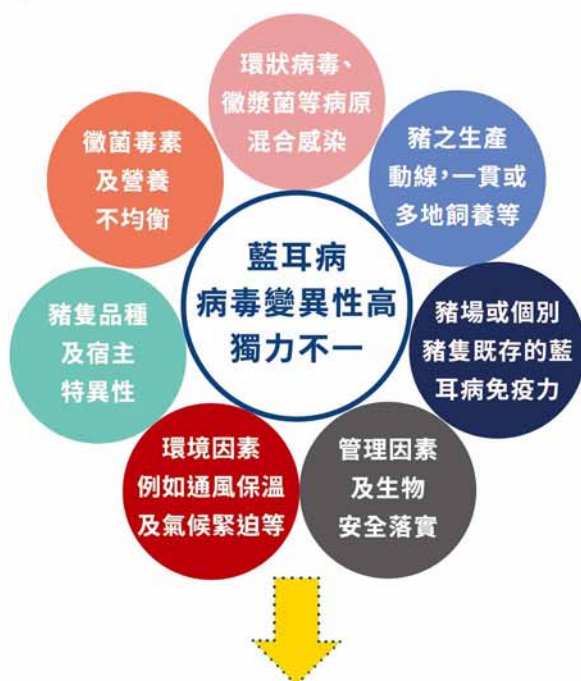 環狀病毒、
黴漿菌等病原
混合感染
黴菌毒素
及營養
不均衡
豬之生產
動線，一貫或
多地飼養等
藍耳病
病毒變異性高
獨力不一
豬隻品種
及宿主
特異性
豬場或個別
豬隻既存的藍
耳病免疫力
環境因素
例如通風保溫
及氣候緊迫等
管理因素
及生物
安全落實